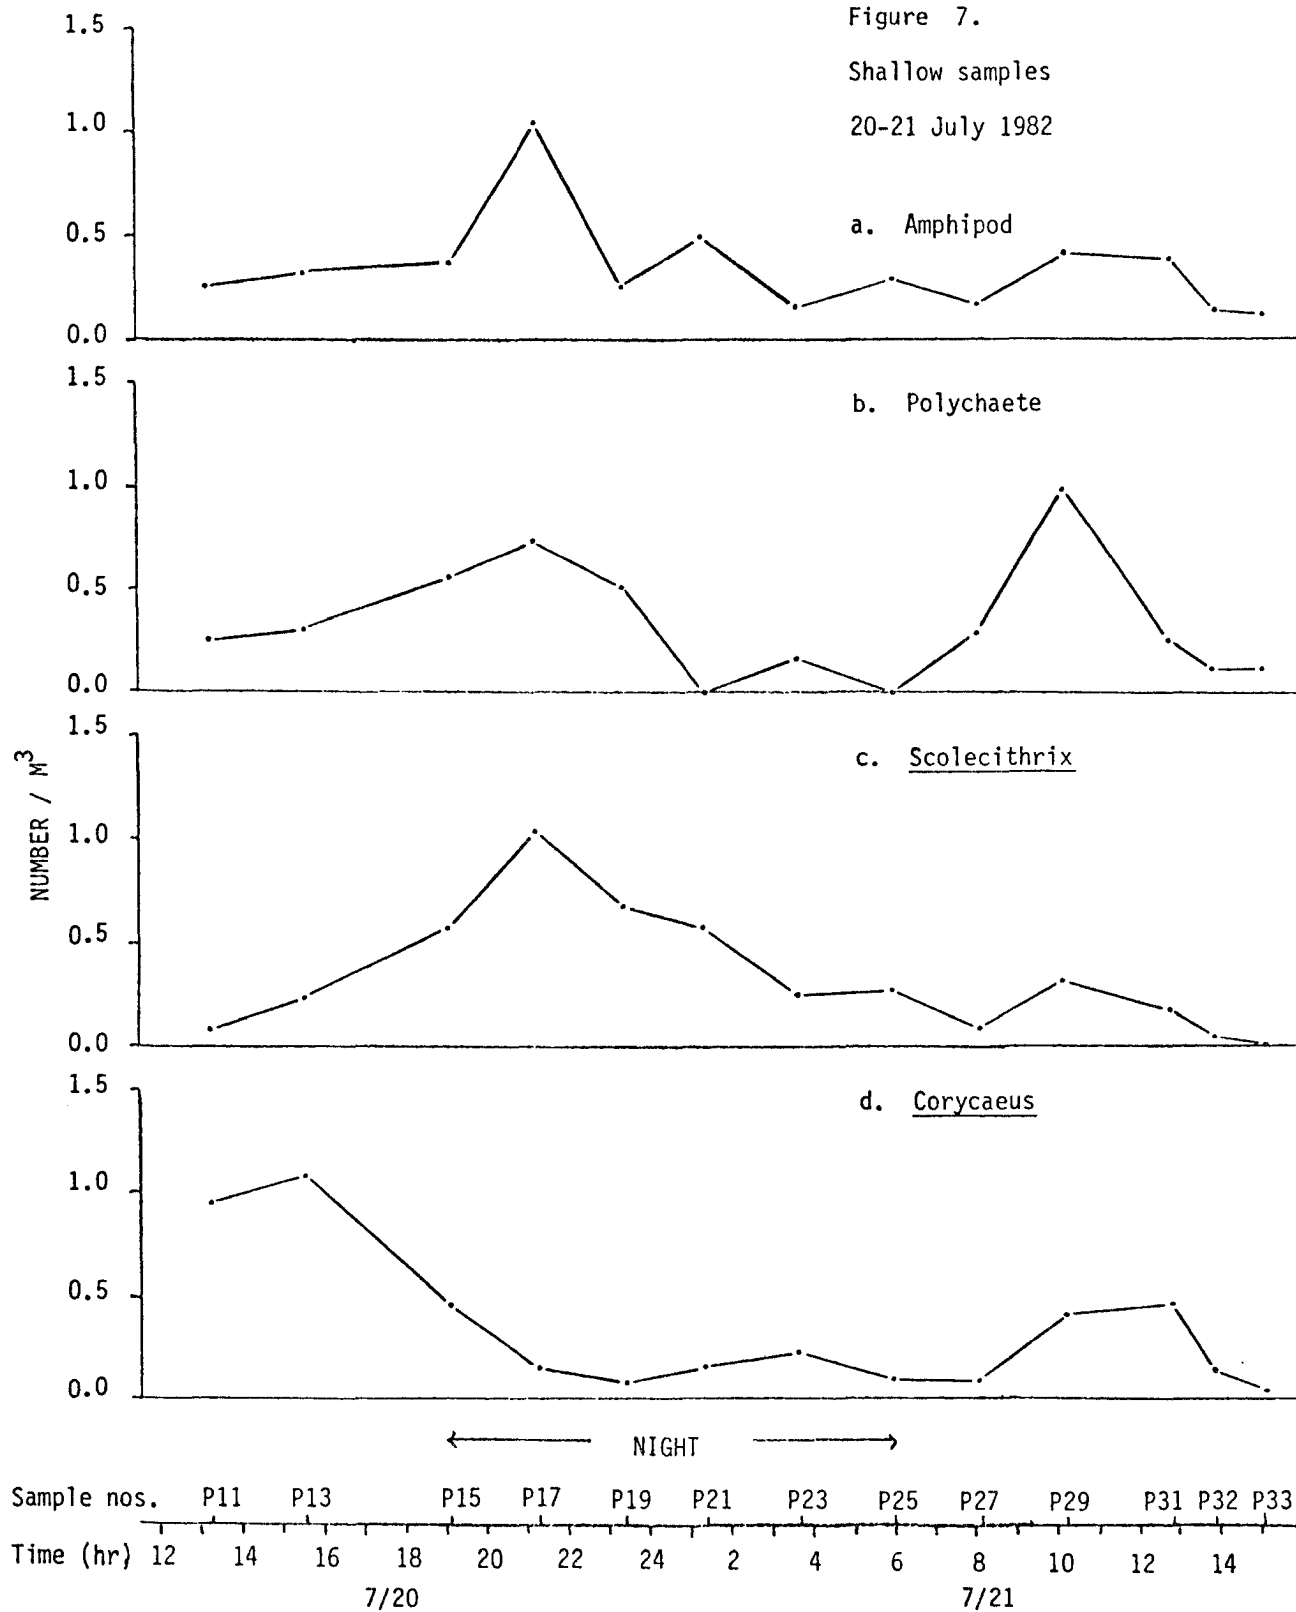 Figure 7.
Shallow samples
20-21 July 1982
1.5
1.0
0.5
0.0
a. Amphipod
1.5
1.0
0.5
0.0
b. Polychaete
NUMBER / M³
1.5
1.0
0.5
0.0
c. Scolecithrix
1.5
1.0
0.5
0.0
d. Corycaeus
NIGHT
Sample nos. P11 P13 P15 P17 P19 P21 P23 P25 P27 P29 P31 P32 P33
Time (hr) 12 14 16 18 20 22 24 2 4 6 8 10 12 14
7/20 7/21